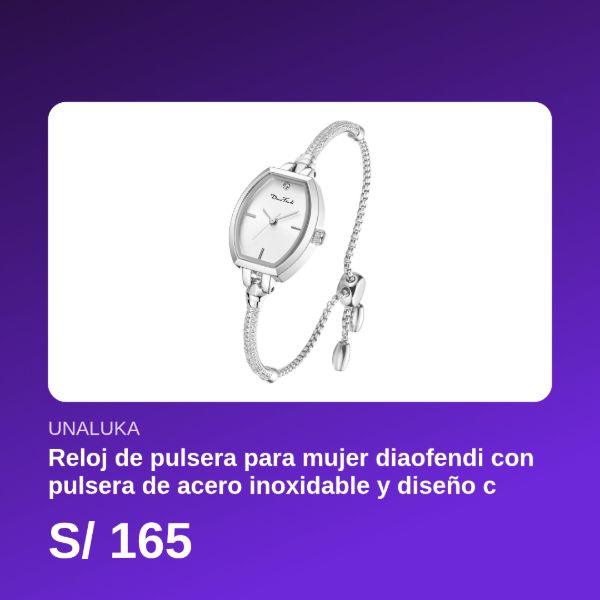 UNALUKA
Reloj de pulsera para mujer diaofendi con
pulsera de acero inoxidable y diseño c
S/ 165